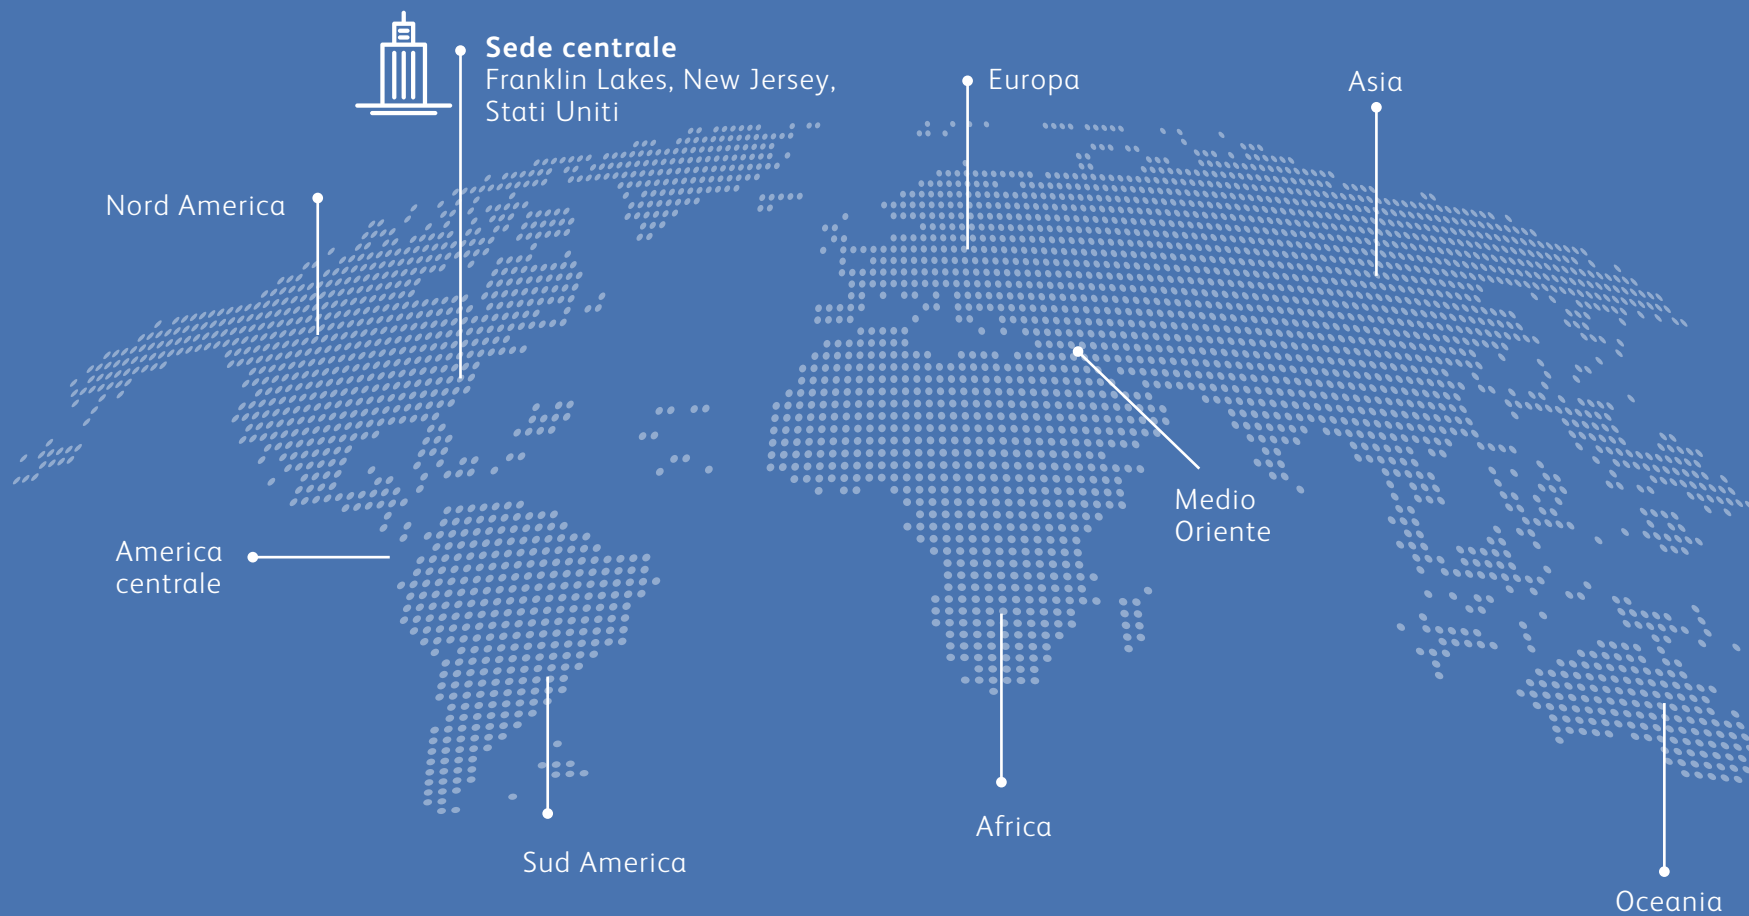 Sede centrale
Franklin Lakes, New Jersey,
Stati Uniti
Europa
Asia
Nord America
Medio
Oriente
America
centrale
Africa
Sud America
Oceania